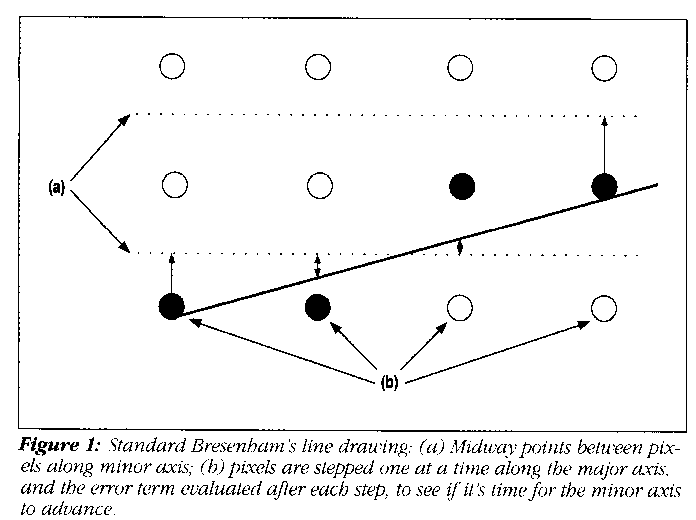 (a)
(b)
Figure 1: Standard Bresenham's line drawing: (a) Midway points between pix-
els along minor axis; (b) pixels are stepped one at a time along the major axis,
and the error term evaluated after each step, to see if it's time for the minor axis
to advance.